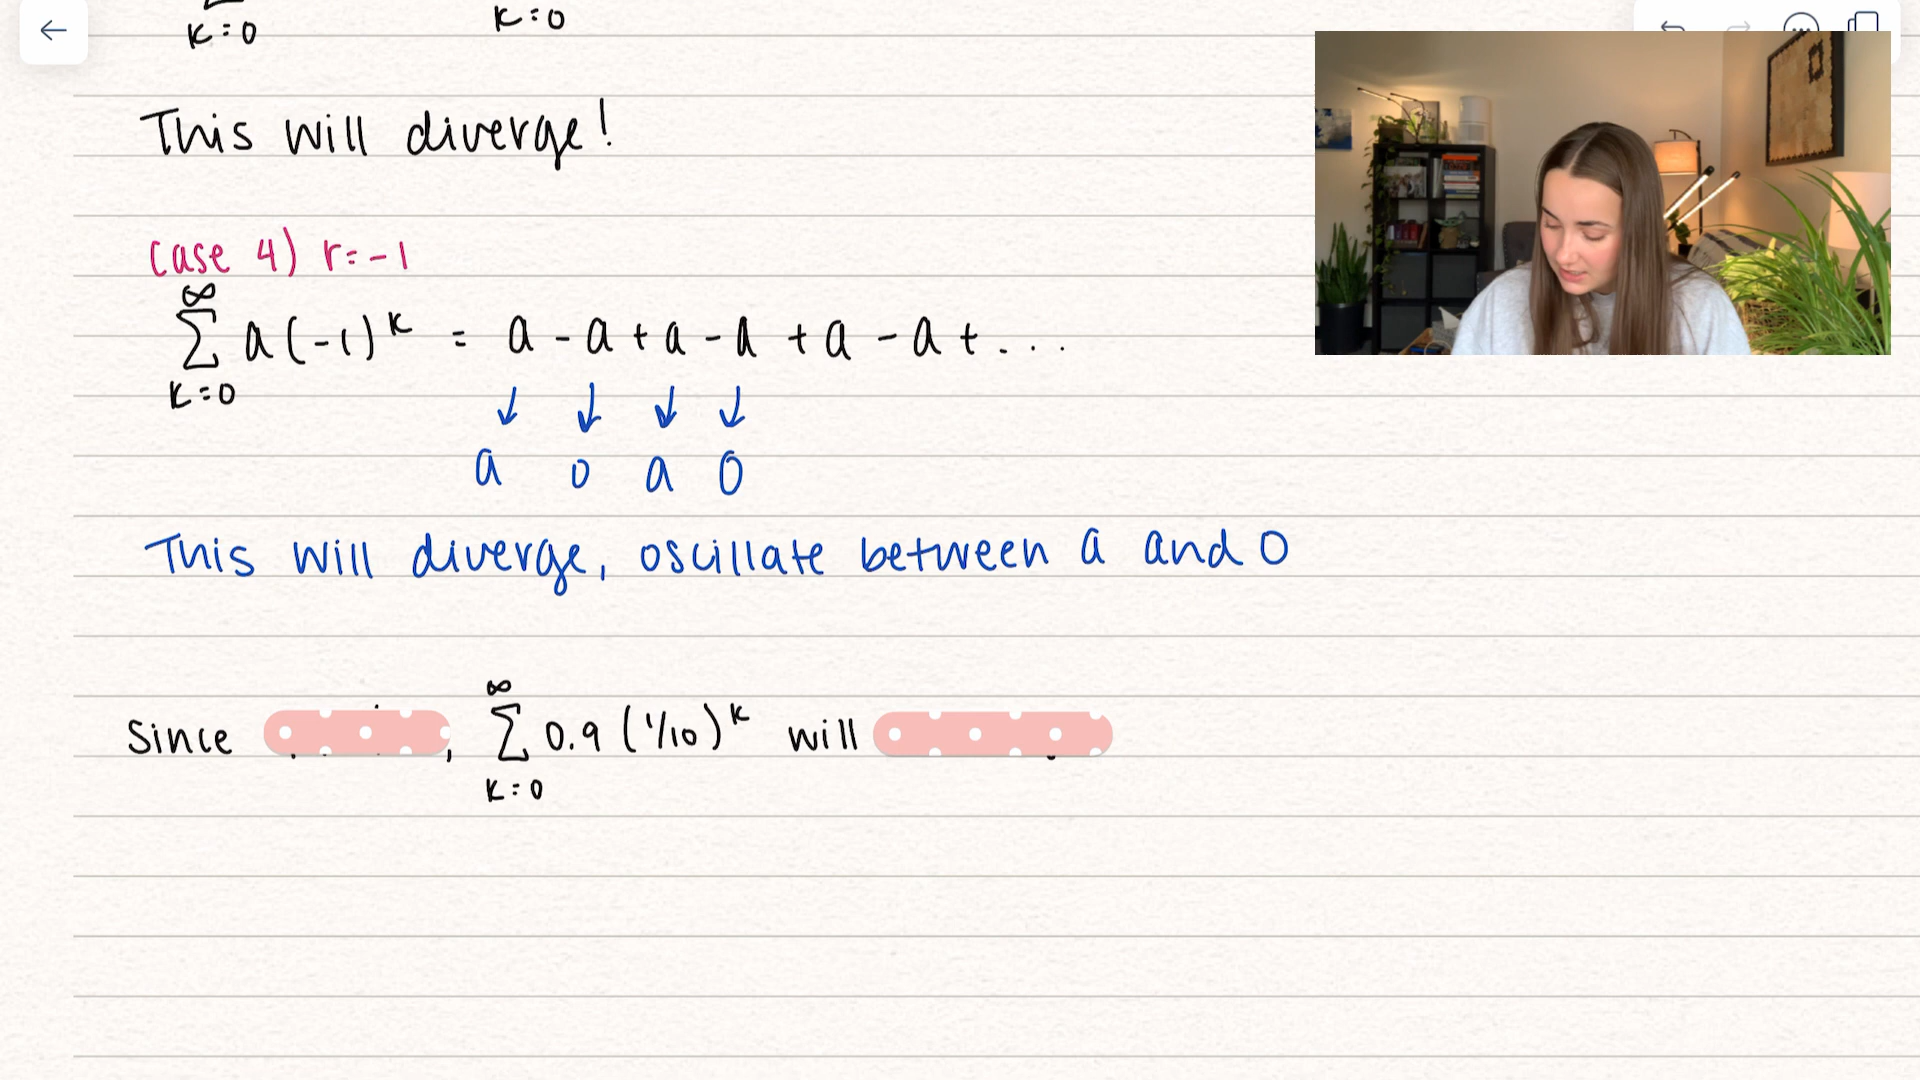 K=0 K=0
This will diverge!
Case 4) r=-1
∞
∑ a(-1)^k = a - a + a - a + a - a + ...
K=0
↓ ↓ ↓ ↓
a 0 a 0
This will diverge, oscillate between a and 0
∞
Since , ∑ 0.9 (1/10)^k will
K=0